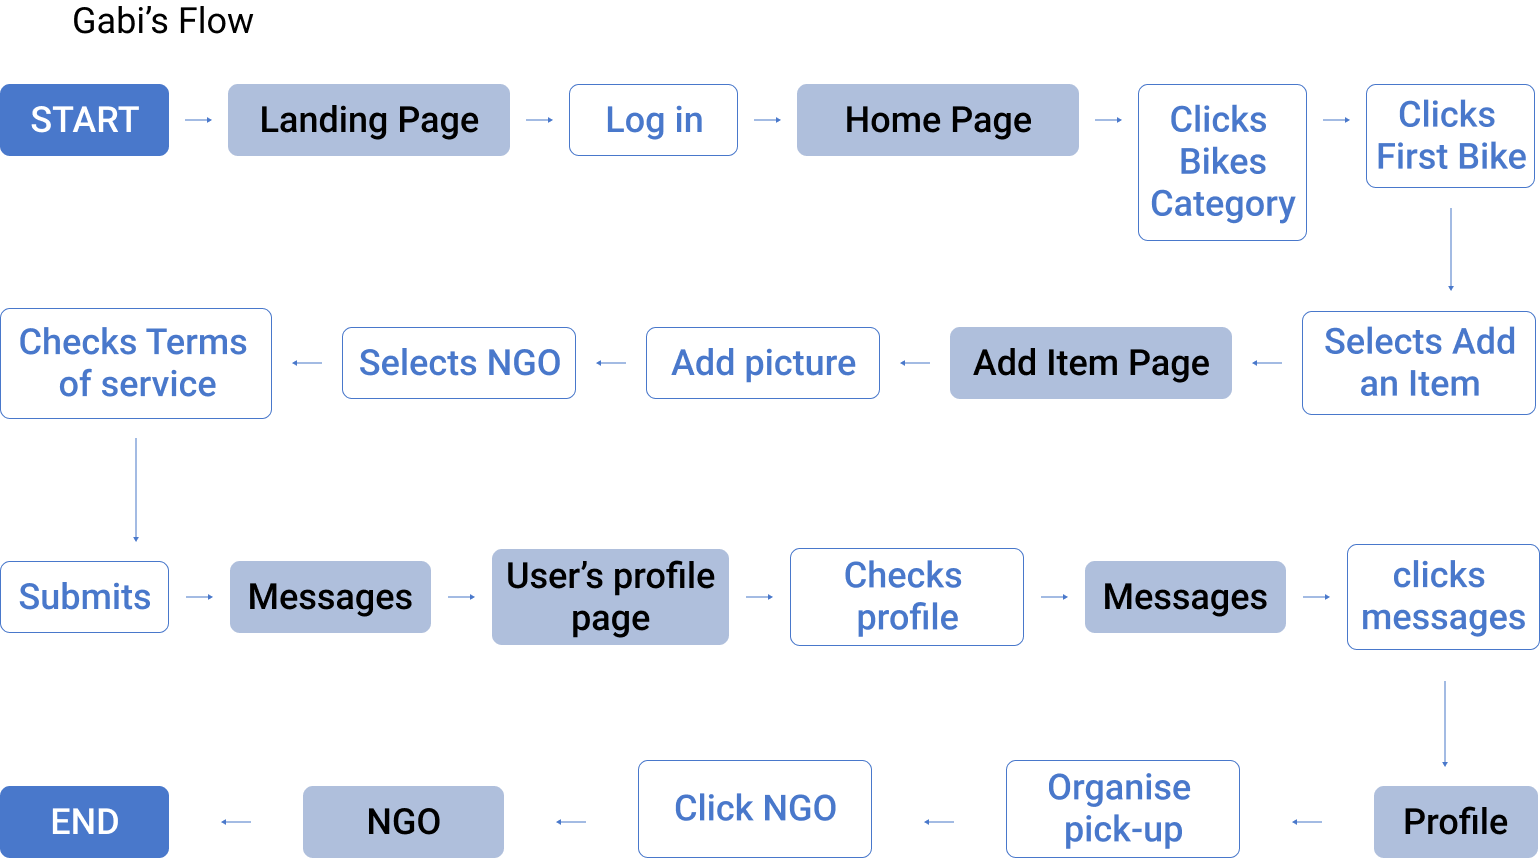 Gabi’s Flow
START
Landing Page
Log in
Home Page
Clicks
Bikes
Category
Clicks
First Bike
Selects Add
an Item
Add Item Page
Add picture
Selects NGO
Checks Terms
of service
Submits
Messages
User’s profile
page
Checks
profile
Messages
clicks
messages
Profile
Organise
pick-up
Click NGO
NGO
END